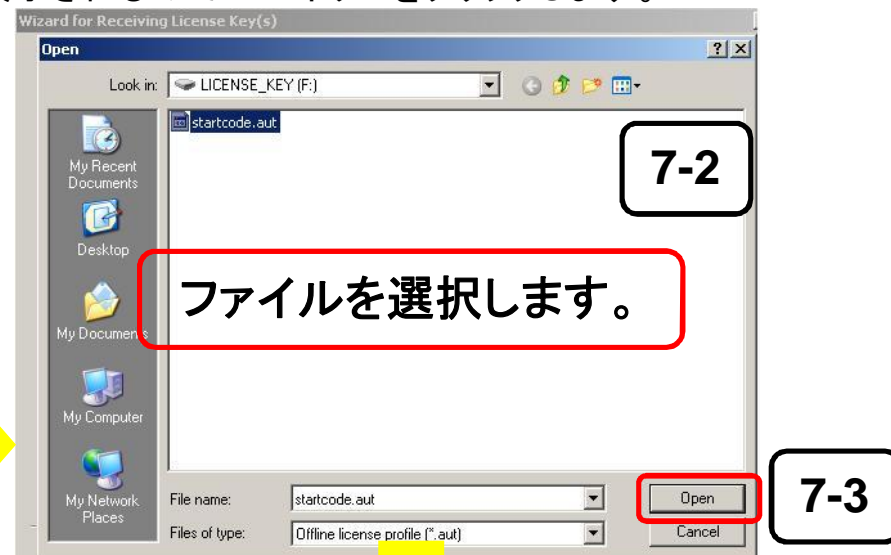 Wizard for Receiving License Key(s)
Open
Look in:
LICENSE_KEY (F:)
startcode.aut
7-2
My Recent
Documents
Desktop
ファイルを選択します。
My Documents
My Computer
My Network
Places
File name:
startcode.aut
Open
7-3
Files of type:
Offline license profile (*.aut)
Cancel